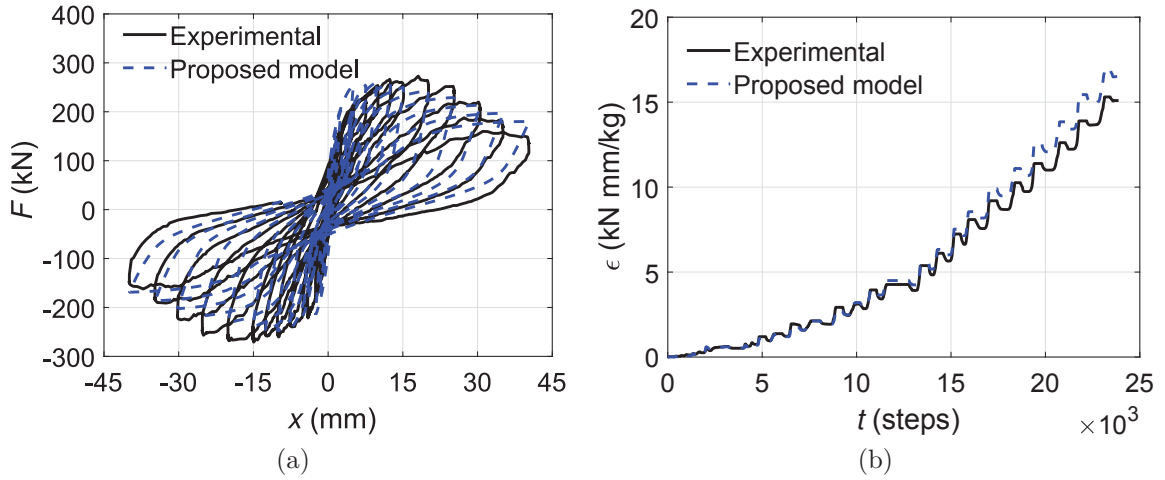 400
300
200
100
0
-100
-200
-300
-45 -30 -15 0 15 30 45
F (kN)
x (mm)
Experimental
Proposed model
(a)
20
15
10
5
0
0 5 10 15 20 25
ϵ (kN mm/kg)
t (steps)
×10³
Experimental
Proposed model
(b)